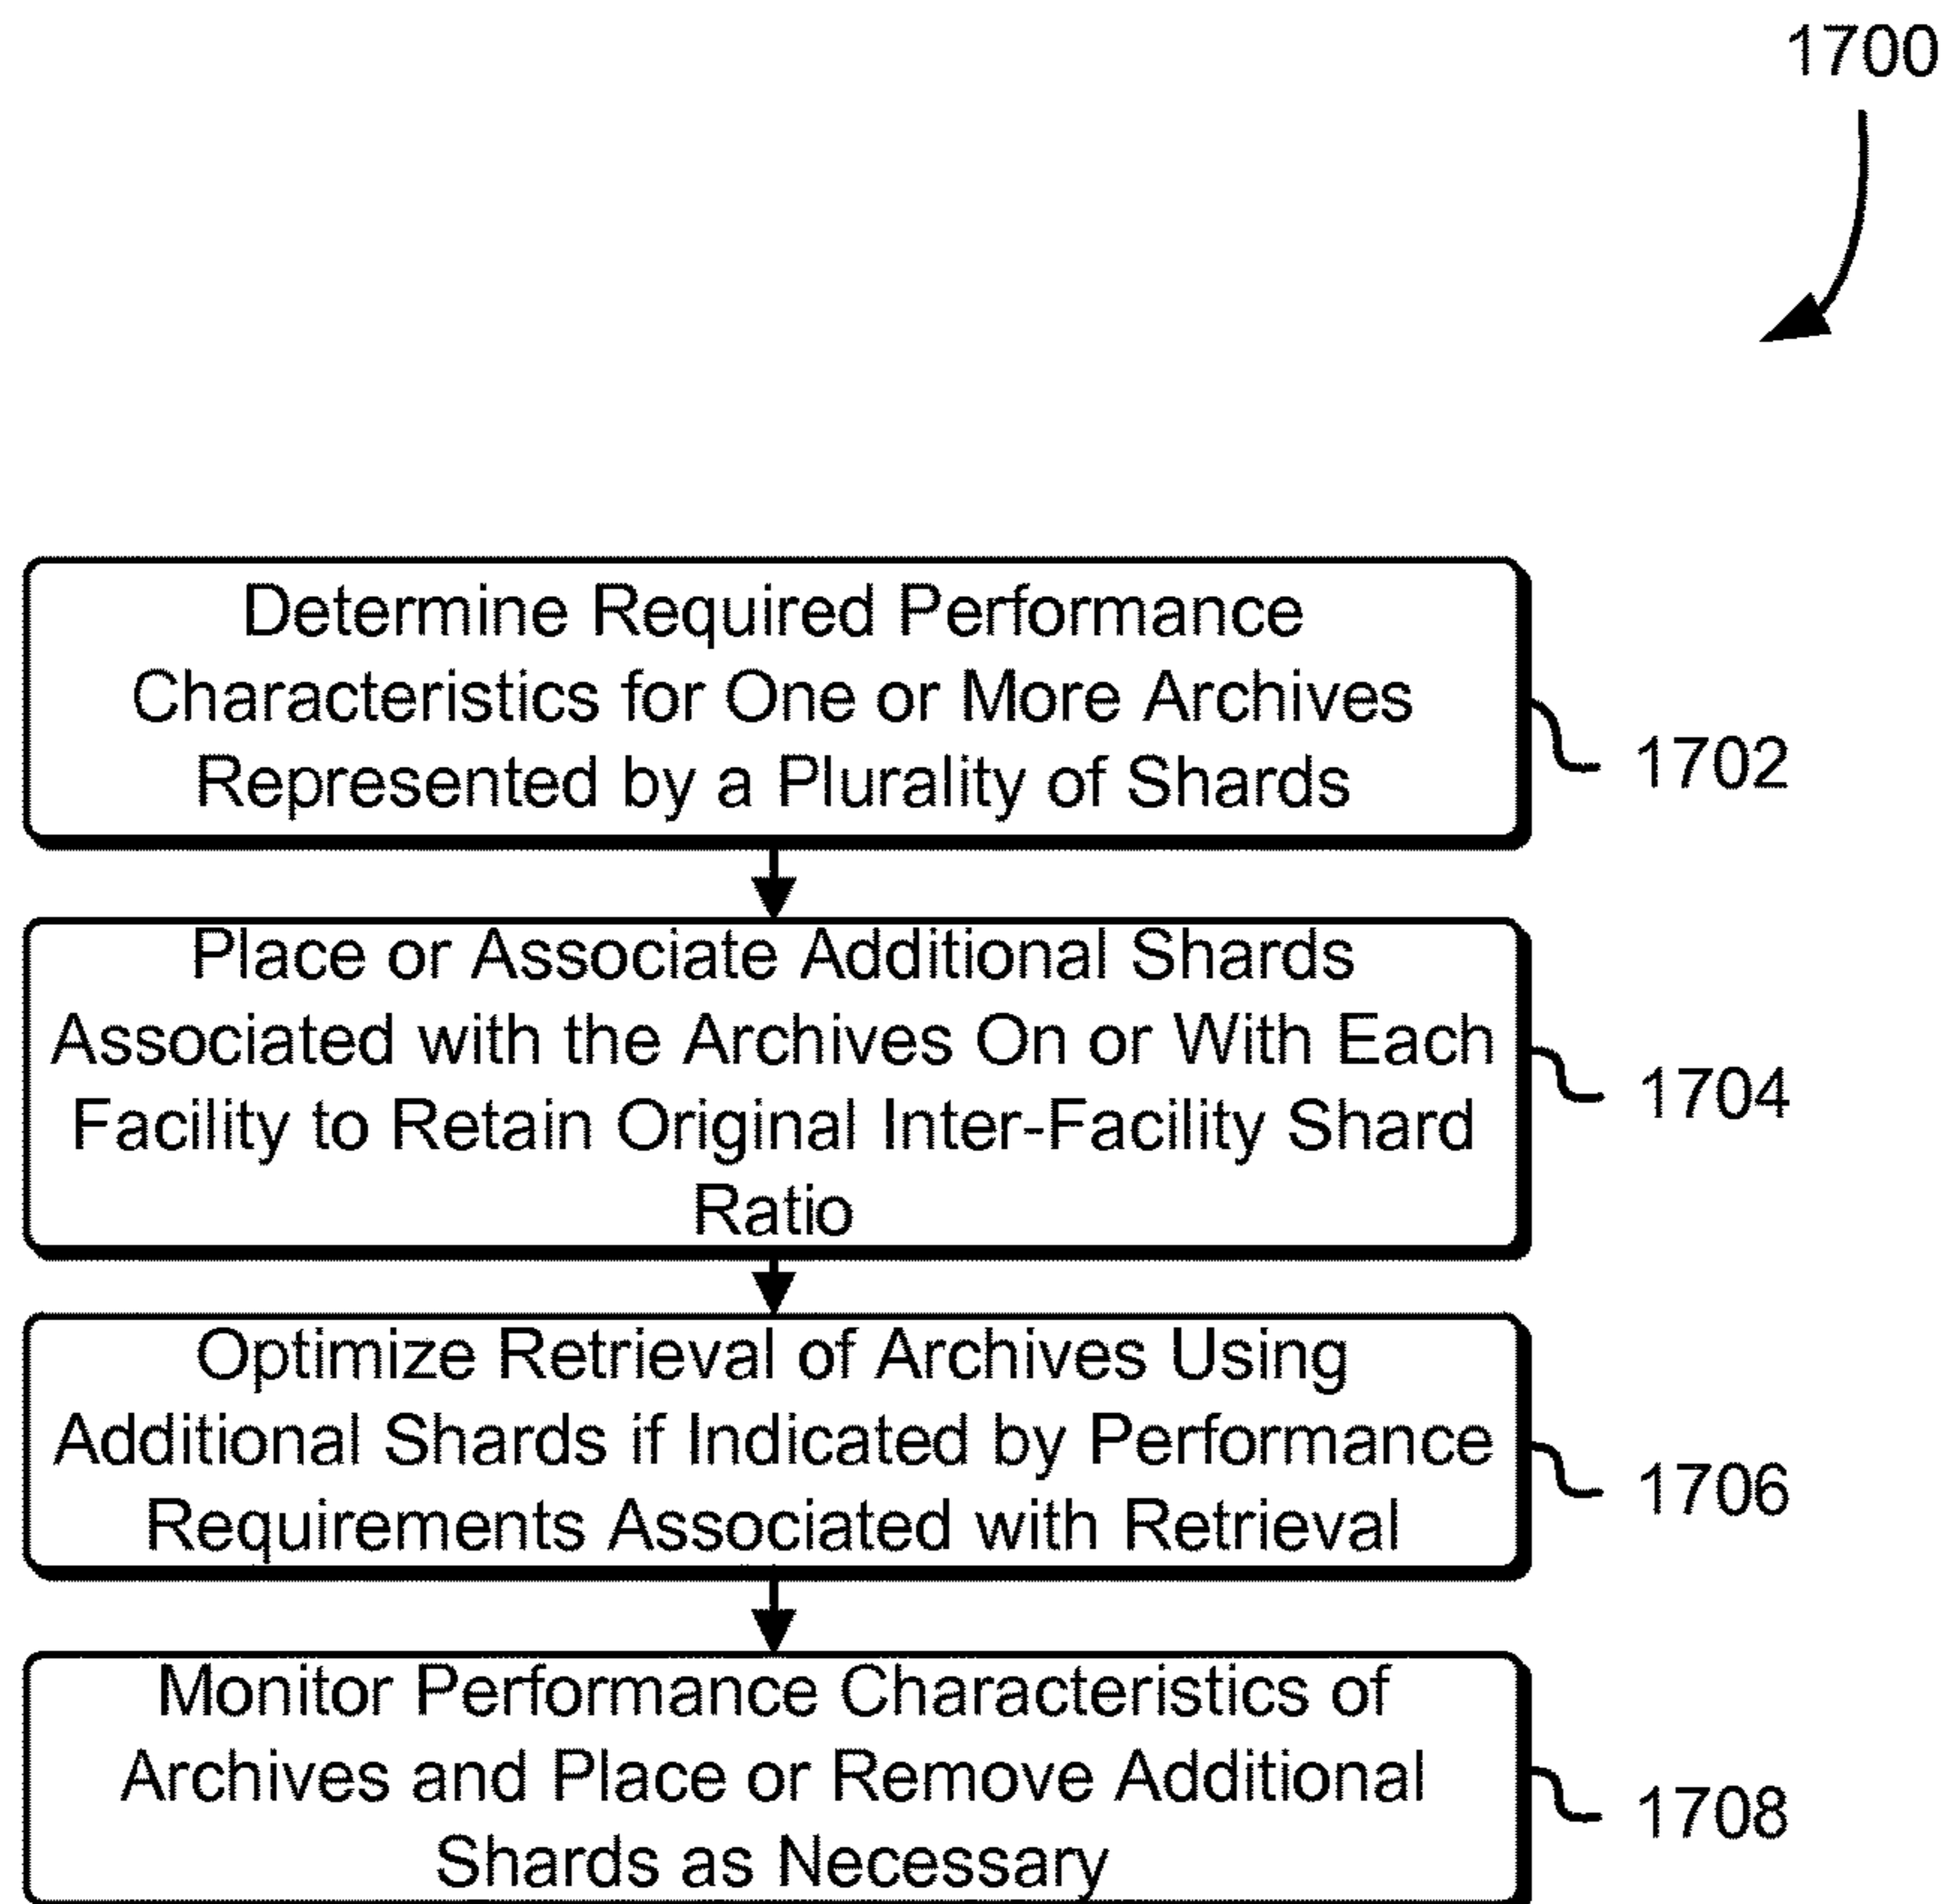 1700
Determine Required Performance
Characteristics for One or More Archives
Represented by a Plurality of Shards
1702
Place or Associate Additional Shards
Associated with the Archives On or With Each
Facility to Retain Original Inter-Facility Shard
Ratio
1704
Optimize Retrieval of Archives Using
Additional Shards if Indicated by Performance
Requirements Associated with Retrieval
1706
Monitor Performance Characteristics of
Archives and Place or Remove Additional
Shards as Necessary
1708